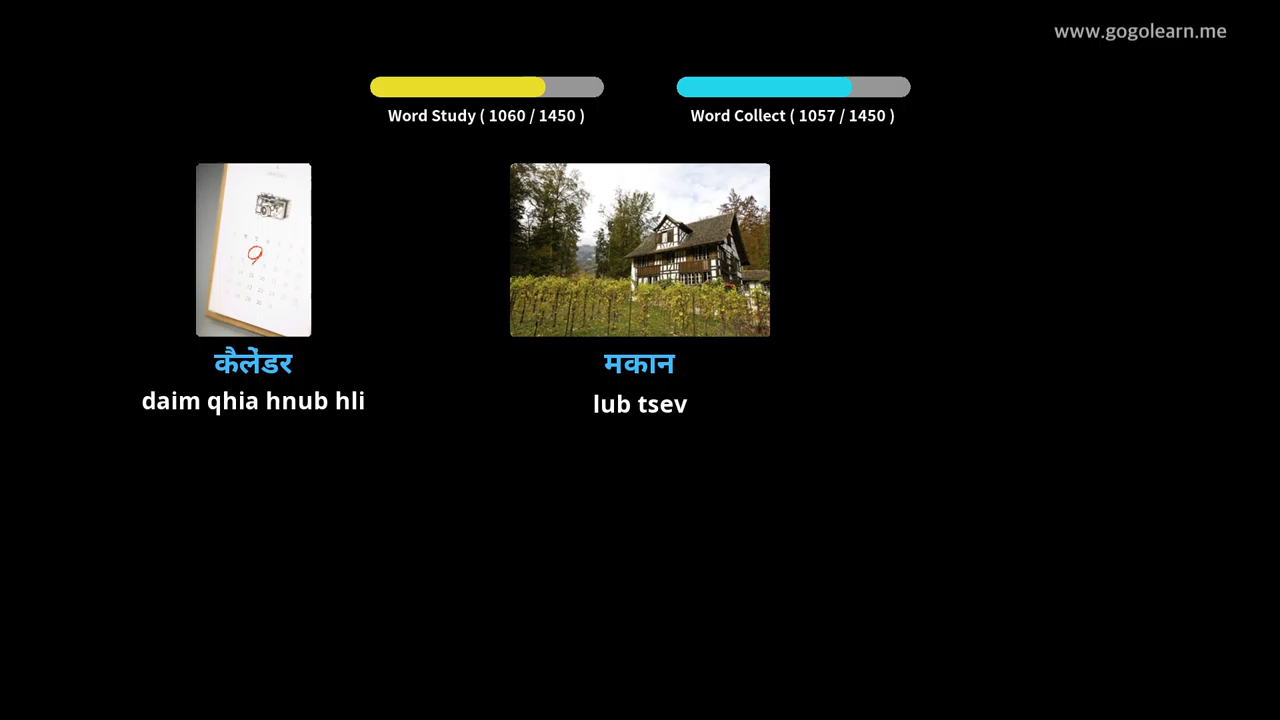 www.gogolearn.me
Word Study ( 1060 / 1450 )
Word Collect ( 1057 / 1450 )
कैलेंडर
daim qhia hnub hli
मकान
lub tsev